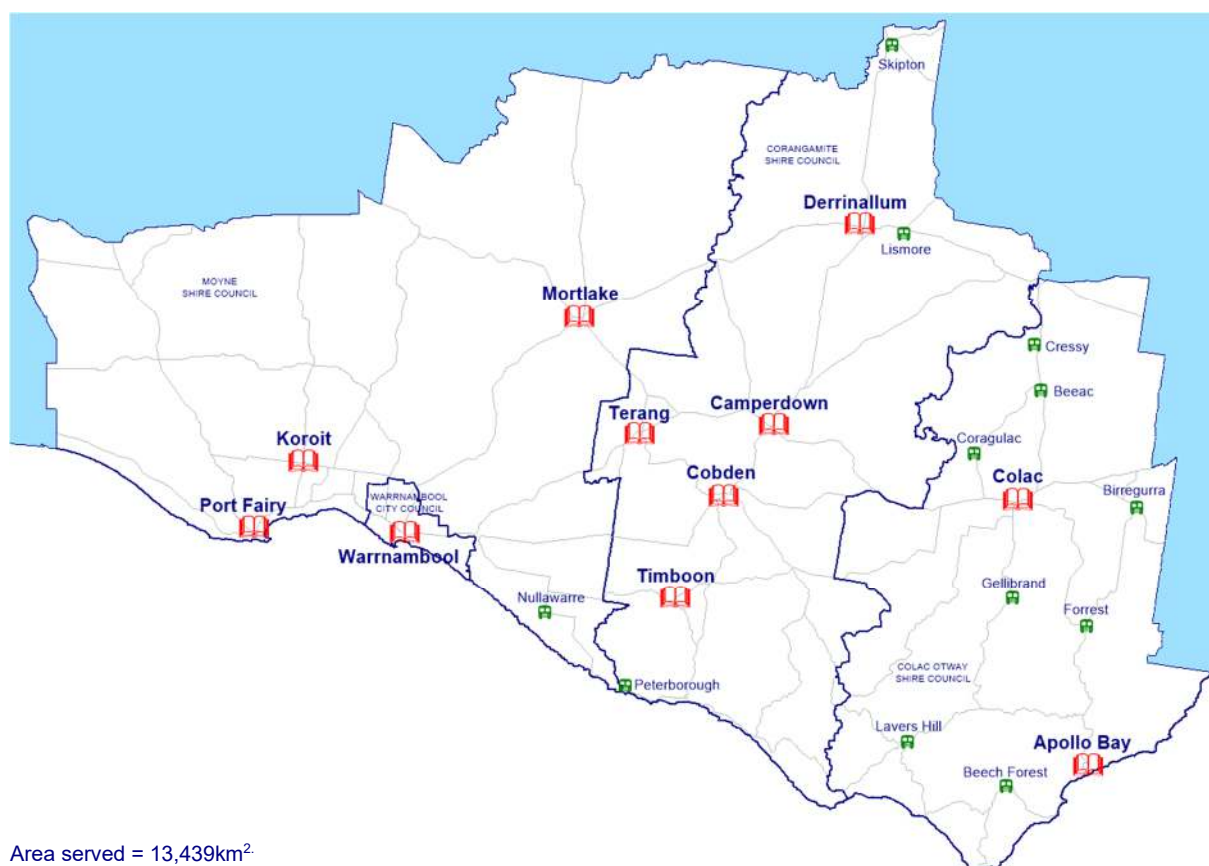 Skipton
CORANGAMITE
SHIRE COUNCIL
Derrinallum
Lismore
MOYNE
SHIRE COUNCIL
Mortlake
Cressy
Beeac
Camperdown
Terang
Koroit
Coragulac
Cobden
Colac
Birregurra
Port Fairy
WARRNAMBOOL
CITY COUNCIL
Warrnambool
Timboon
Gellibrand
Nullawarre
Forrest
COLAC OTWAY
SHIRE COUNCIL
Peterborough
Lavers Hill
Apollo Bay
Beech Forest
Area served = 13,439km².